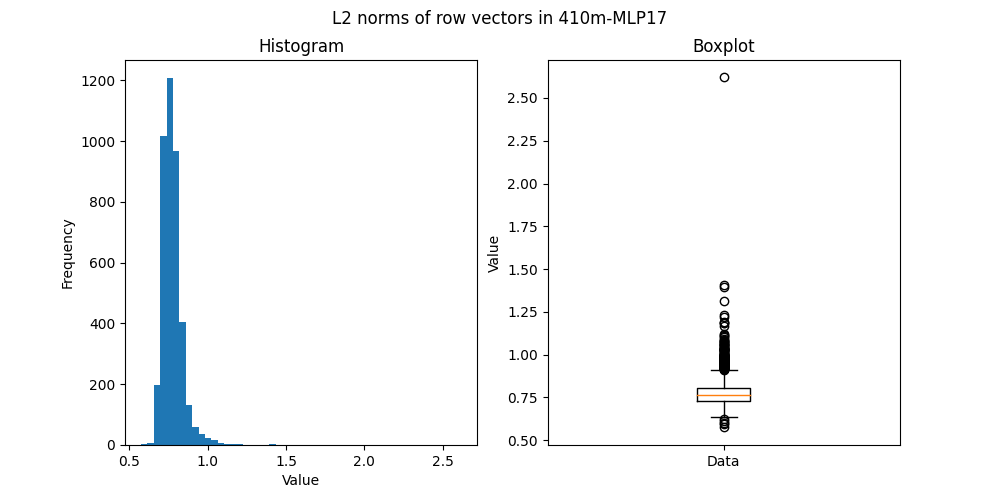 L2 norms of row vectors in 410m-MLP17
Histogram
Frequency
1200
1000
800
600
400
200
0
0.5 1.0 1.5 2.0 2.5
Value
Boxplot
Value
2.50
2.25
2.00
1.75
1.50
1.25
1.00
0.75
0.50
Data